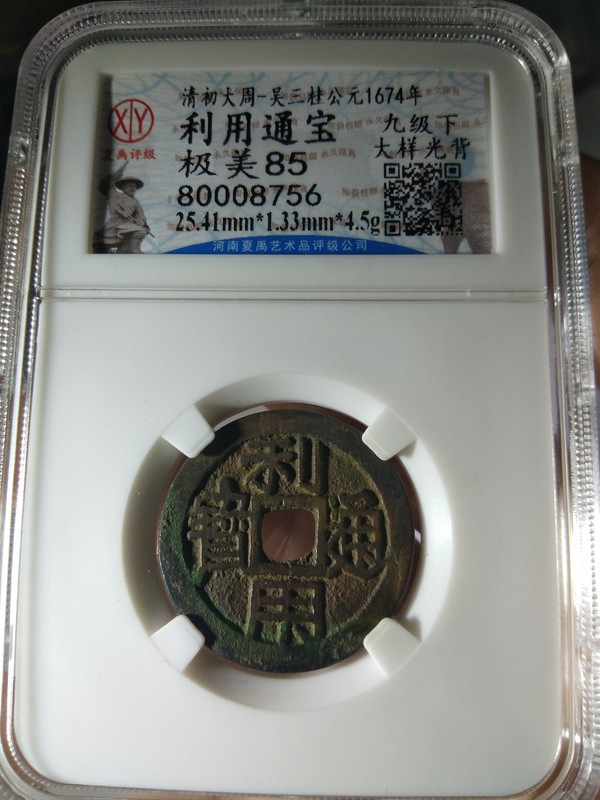 清初大周-吴三桂公元1674年
XY
夏禹评级
利用通宝
九级下
极美85
大样光背
80008756
25.41mm*1.33mm*4.5g
河南夏禹艺术品评级公司
利
寳 通
用